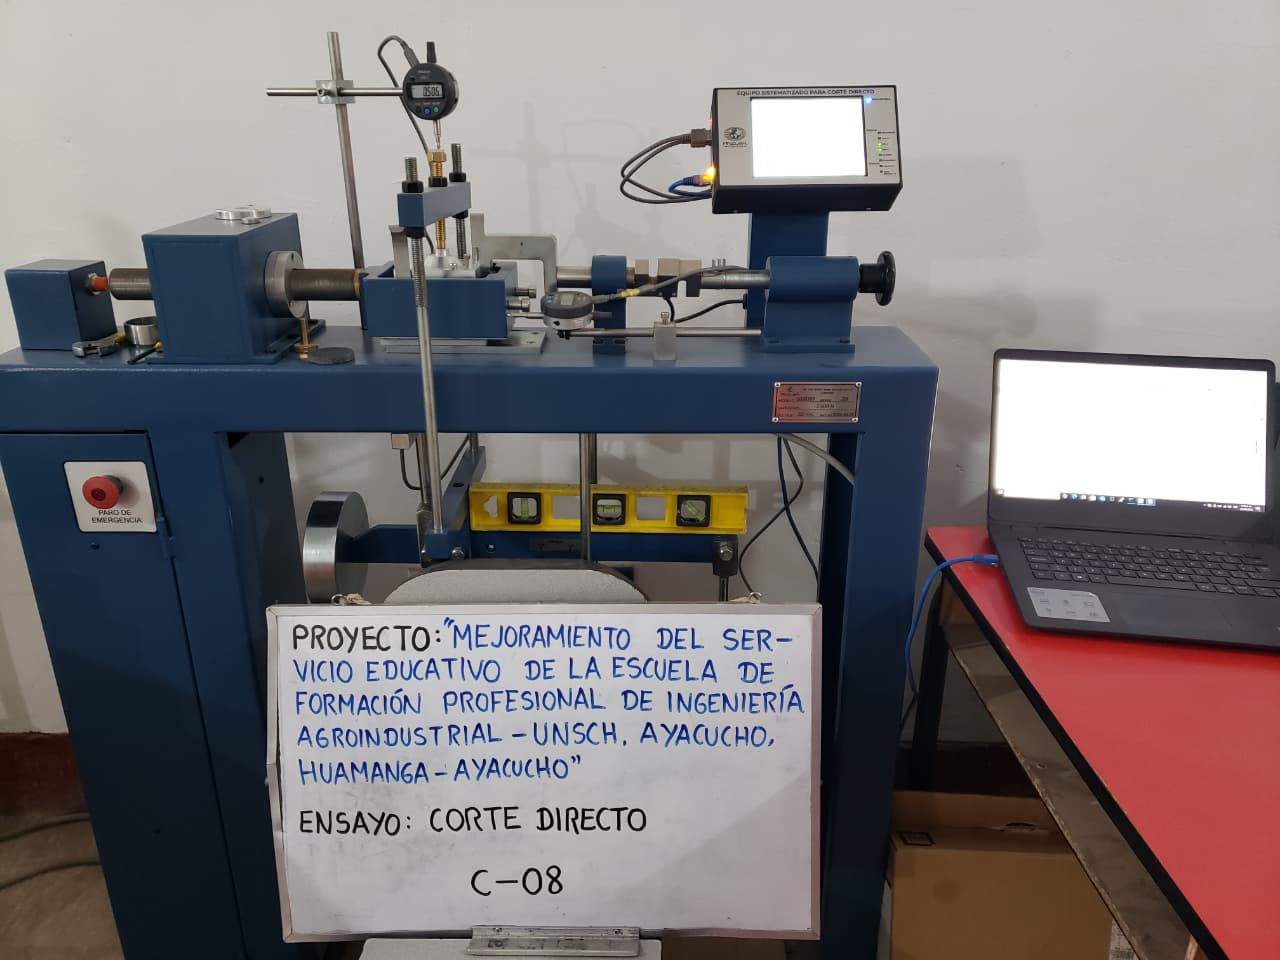 0.506
EQUIPO SISTEMATIZADO PARA CORTE DIRECTO
PINZUAR
PARO DE
EMERGENCIA
PROYECTO: "MEJORAMIENTO DEL SER-
VICIO EDUCATIVO DE LA ESCUELA DE
FORMACIÓN PROFESIONAL DE INGENIERÍA
AGROINDUSTRIAL - UNSCH, AYACUCHO,
HUAMANGA - AYACUCHO"
ENSAYO: CORTE DIRECTO
C-08